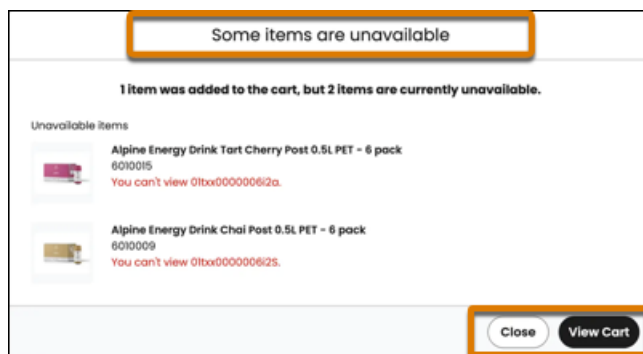 Some items are unavailable
1 item was added to the cart, but 2 items are currently unavailable.
Unavailable items
Alpine Energy Drink Tart Cherry Post 0.5L PET - 6 pack
6010015
You can't view 01txx0000006i2a.
Alpine Energy Drink Chai Post 0.5L PET - 6 pack
6010009
You can't view 01txx0000006i2S.
Close
View Cart